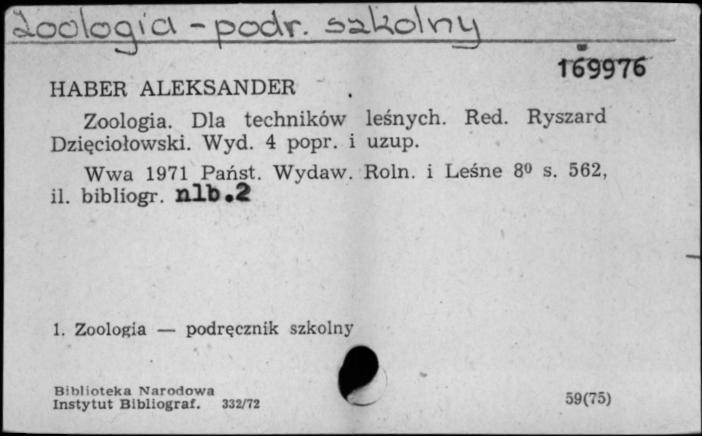 Zoologia - podr. szkolny
169976
HABER ALEKSANDER
Zoologia. Dla techników leśnych. Red. Ryszard
Dzięciołowski. Wyd. 4 popr. i uzup.
Wwa 1971 Państ. Wydaw. Roln. i Leśne 8⁰ s. 562,
il. bibliogr. nlb.2
1. Zoologia — podręcznik szkolny
Biblioteka Narodowa
Instytut Bibliograf. 332/72
59(75)